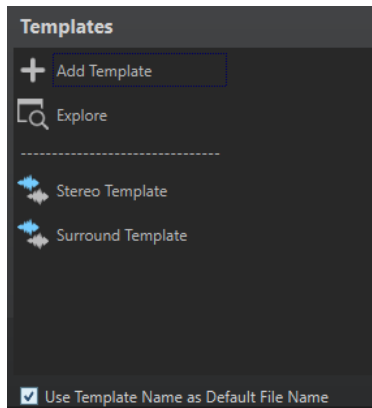 Templates
Add Template
Explore
--------------------------------
Stereo Template
Surround Template
Use Template Name as Default File Name